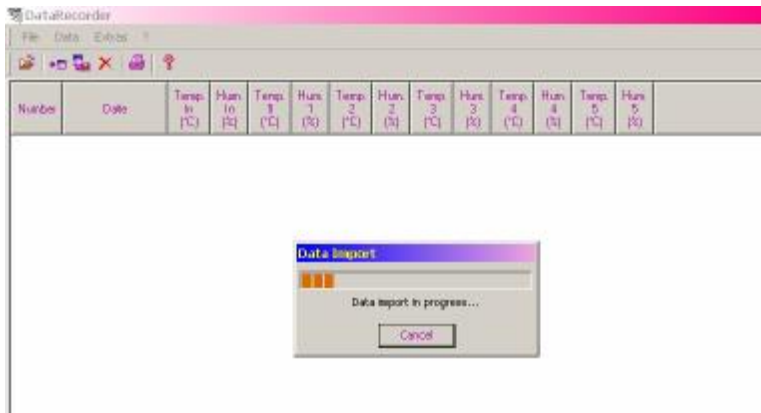 DataRecorder
File Data Extras ?
Number Date Temp. In (°C) Hum. In (%) Temp. 1 (°C) Hum. 1 (%) Temp. 2 (°C) Hum. 2 (%) Temp. 3 (°C) Hum. 3 (%) Temp. 4 (°C) Hum. 4 (%) Temp. 5 (°C) Hum. 5 (%)
Data Import
Data import in progress...
Cancel